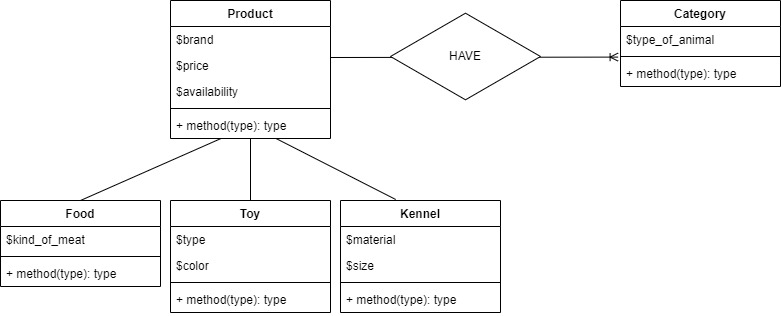 Product
$brand
$price
$availability
+ method(type): type
HAVE
Category
$type_of_animal
+ method(type): type
Food
$kind_of_meat
+ method(type): type
Toy
$type
$color
+ method(type): type
Kennel
$material
$size
+ method(type): type